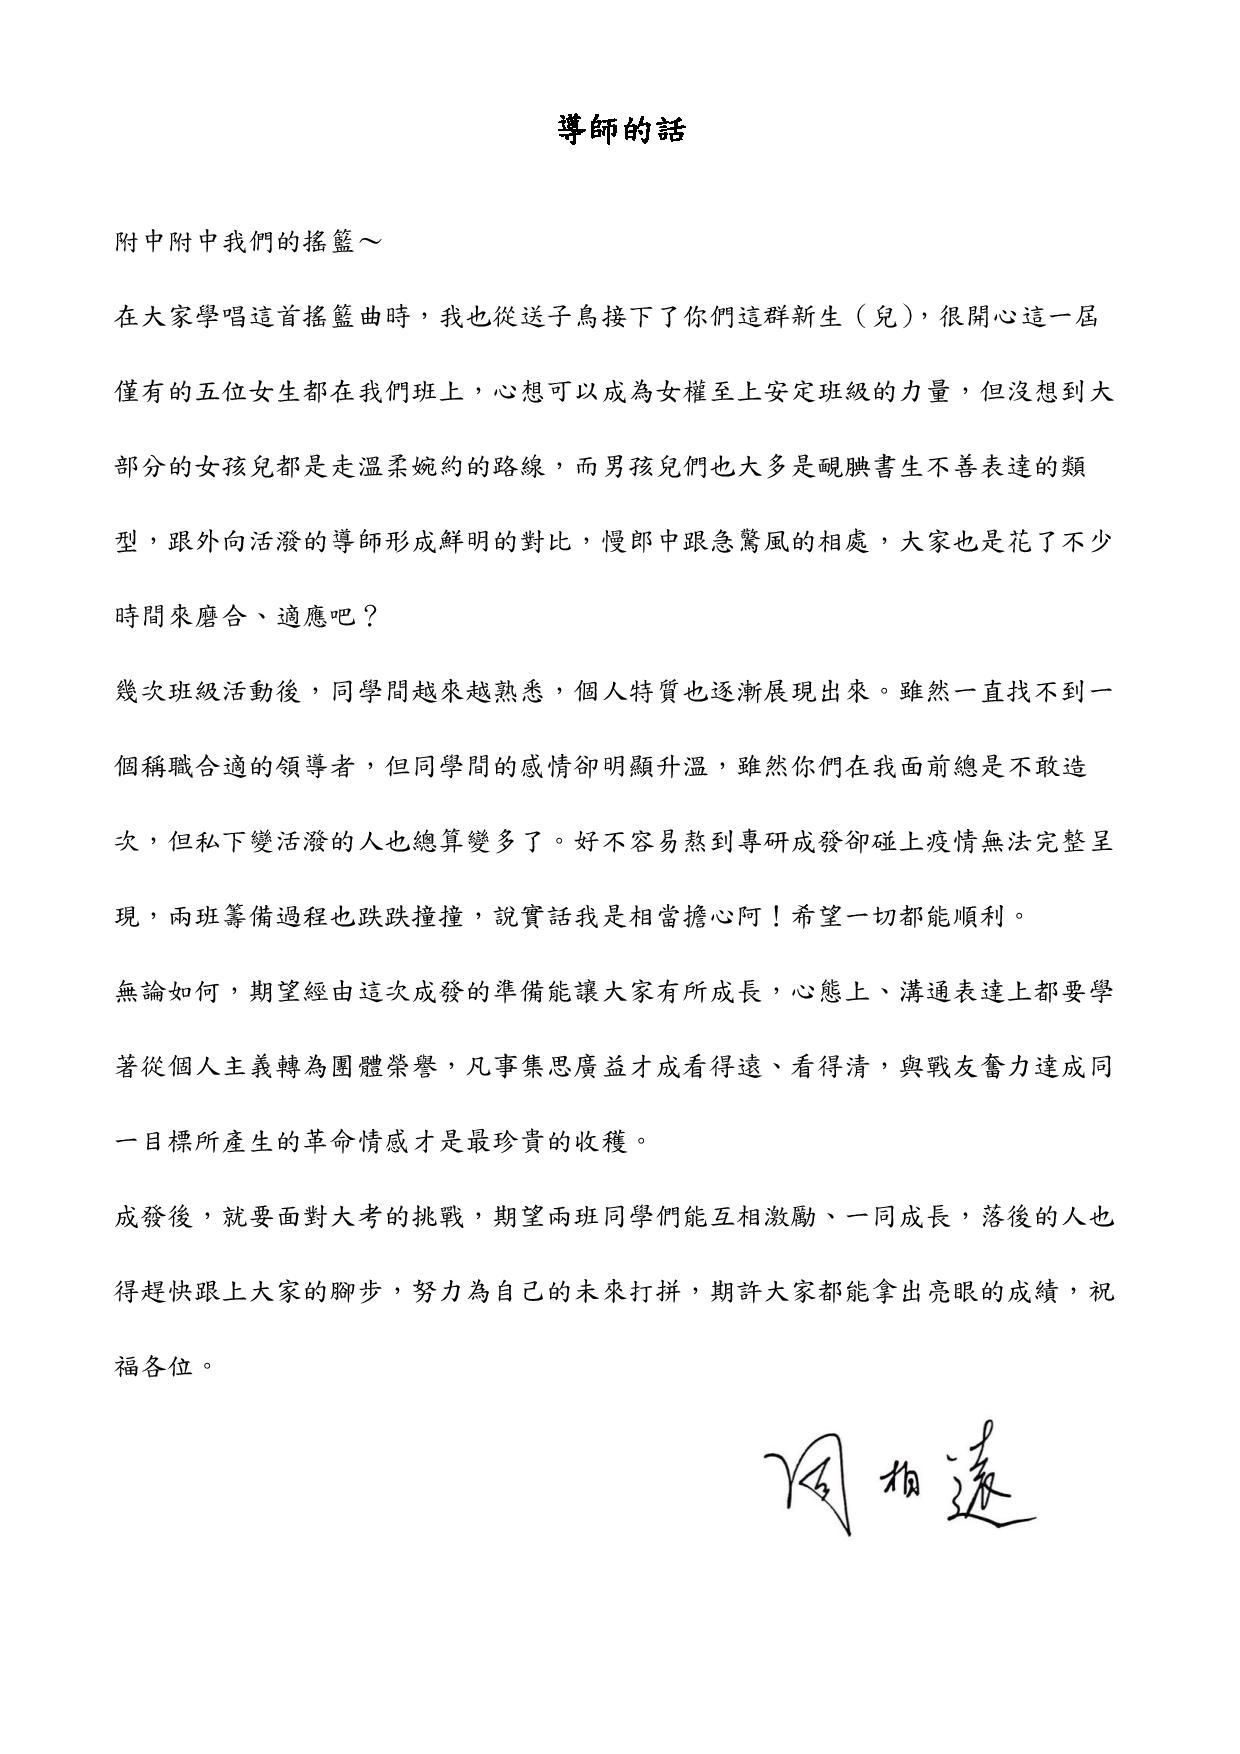 導師的話
附中附中我們的搖籃～
在大家學唱這首搖籃曲時，我也從送子鳥接下了你們這群新生（兒），很開心這一屆
僅有的五位女生都在我們班上，心想可以成為女權至上安定班級的力量，但沒想到大
部分的女孩兒都是走溫柔婉約的路線，而男孩兒們也大多是靦腆書生不善表達的類
型，跟外向活潑的導師形成鮮明的對比，慢郎中跟急驚風的相處，大家也是花了不少
時間來磨合、適應吧？
幾次班級活動後，同學間越來越熟悉，個人特質也逐漸展現出來。雖然一直找不到一
個稱職合適的領導者，但同學間的感情卻明顯升溫，雖然你們在我面前總是不敢造
次，但私下變活潑的人也總算變多了。好不容易熬到專研成發卻碰上疫情無法完整呈
現，兩班籌備過程也跌跌撞撞，說實話我是相當擔心阿！希望一切都能順利。
無論如何，期望經由這次成發的準備能讓大家有所成長，心態上、溝通表達上都要學
著從個人主義轉為團體榮譽，凡事集思廣益才成看得遠、看得清，與戰友奮力達成同
一目標所產生的革命情感才是最珍貴的收穫。
成發後，就要面對大考的挑戰，期望兩班同學們能互相激勵、一同成長，落後的人也
得趕快跟上大家的腳步，努力為自己的未來打拼，期許大家都能拿出亮眼的成績，祝
福各位。
周相遠